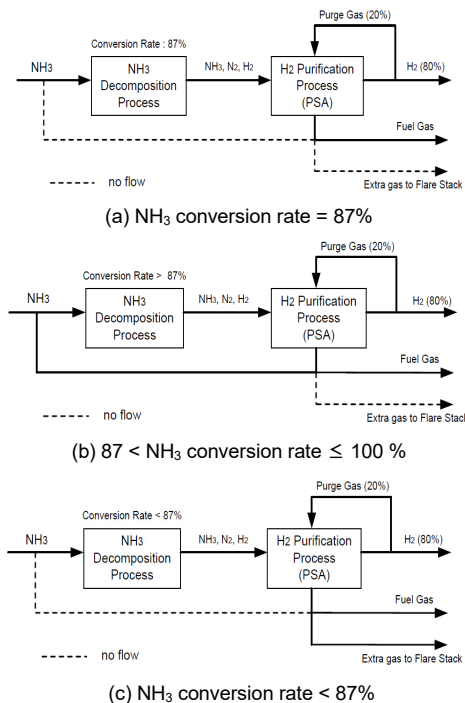 Purge Gas (20%)
Conversion Rate : 87%
NH₃
NH₃
Decomposition
Process
NH₃, N₂, H₂
H2 Purification
Process
(PSA)
H₂ (80%)
Fuel Gas
no flow
Extra gas to Flare Stack
(a) NH₃ conversion rate = 87%
Purge Gas (20%)
Conversion Rate > 87%
NH₃
NH₃
Decomposition
Process
NH₃, N₂, H₂
H2 Purification
Process
(PSA)
H₂ (80%)
Fuel Gas
no flow
Extra gas to Flare Stack
(b) 87 < NH₃ conversion rate ≤ 100 %
Purge Gas (20%)
Conversion Rate < 87%
NH₃
NH₃
Decomposition
Process
NH₃, N₂, H₂
H2 Purification
Process
(PSA)
H₂ (80%)
Fuel Gas
no flow
Extra gas to Flare Stack
(c) NH₃ conversion rate < 87%